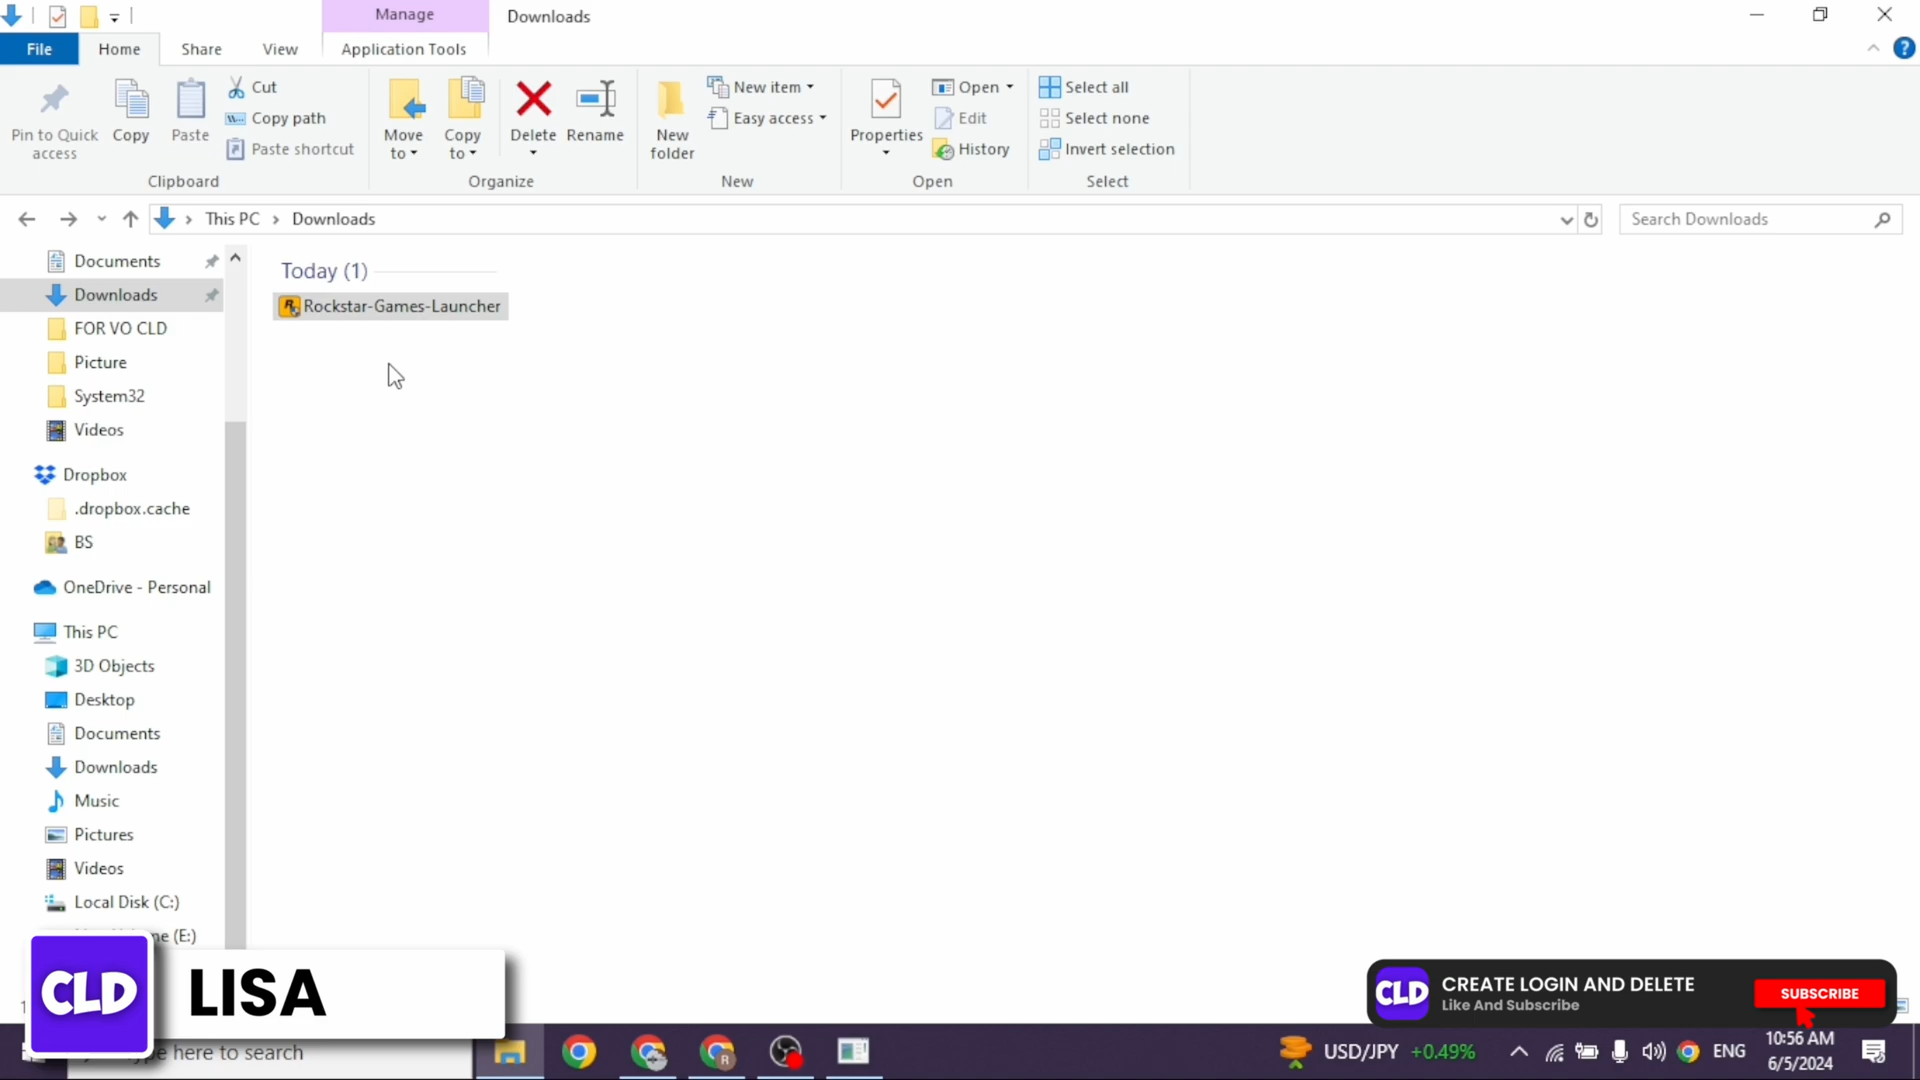 Manage
Downloads
File
Home
Share
View
Application Tools
Pin to Quick access
Copy
Paste
Cut
Copy path
Paste shortcut
Clipboard
Move to
Copy to
Delete
Rename
Organize
New folder
New item
Easy access
New
Properties
Open
Edit
History
Open
Select all
Select none
Invert selection
Select
This PC > Downloads
Search Downloads
Documents
Downloads
FOR VO CLD
Picture
System32
Videos
Dropbox
.dropbox.cache
BS
OneDrive - Personal
This PC
3D Objects
Desktop
Documents
Downloads
Music
Pictures
Videos
Local Disk (C:)
(E:)
Today (1)
Rockstar-Games-Launcher
CLD
LISA
CLD
CREATE LOGIN AND DELETE
Like And Subscribe
SUBSCRIBE
here to search
USD/JPY +0.49%
ENG
10:56 AM
6/5/2024